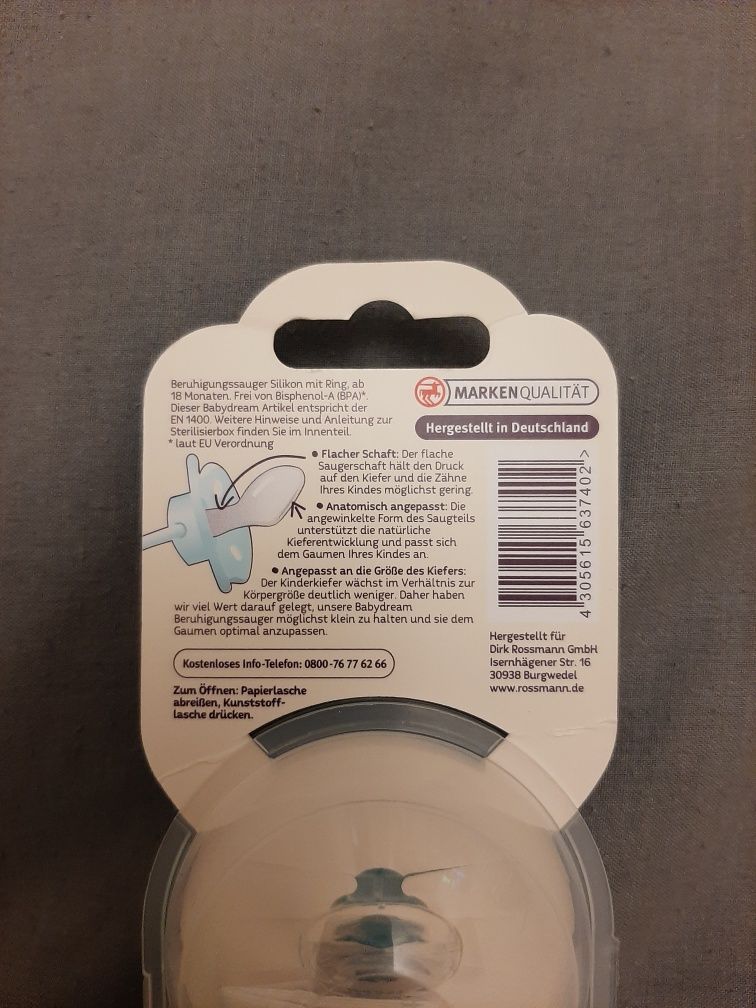 Beruhigungssauger Silikon mit Ring, ab
18 Monaten. Frei von Bisphenol-A (BPA)*.
Dieser Babydream Artikel entspricht der
EN 1400. Weitere Hinweise und Anleitung zur
Sterilisierbox finden Sie im Innenteil.
* laut EU Verordnung
• Flacher Schaft: Der flache
Saugerschaft hält den Druck
auf den Kiefer und die Zähne
Ihres Kindes möglichst gering.
• Anatomisch angepasst: Die
angewinkelte Form des Saugteils
unterstützt die natürliche
Kieferentwicklung und passt sich
dem Gaumen Ihres Kindes an.
• Angepasst an die Größe des Kiefers:
Der Kinderkiefer wächst im Verhältnis zur
Körpergröße deutlich weniger. Daher haben
wir viel Wert darauf gelegt, unsere Babydream
Beruhigungssauger möglichst klein zu halten und sie dem
Gaumen optimal anzupassen.
Kostenloses Info-Telefon: 0800-76 77 62 66
Zum Öffnen: Papierlasche
abreißen, Kunststoff-
lasche drücken.
MARKENQUALITÄT
Hergestellt in Deutschland
4 305615 637402 >
Hergestellt für
Dirk Rossmann GmbH
Isernhägener Str. 16
30938 Burgwedel
www.rossmann.de